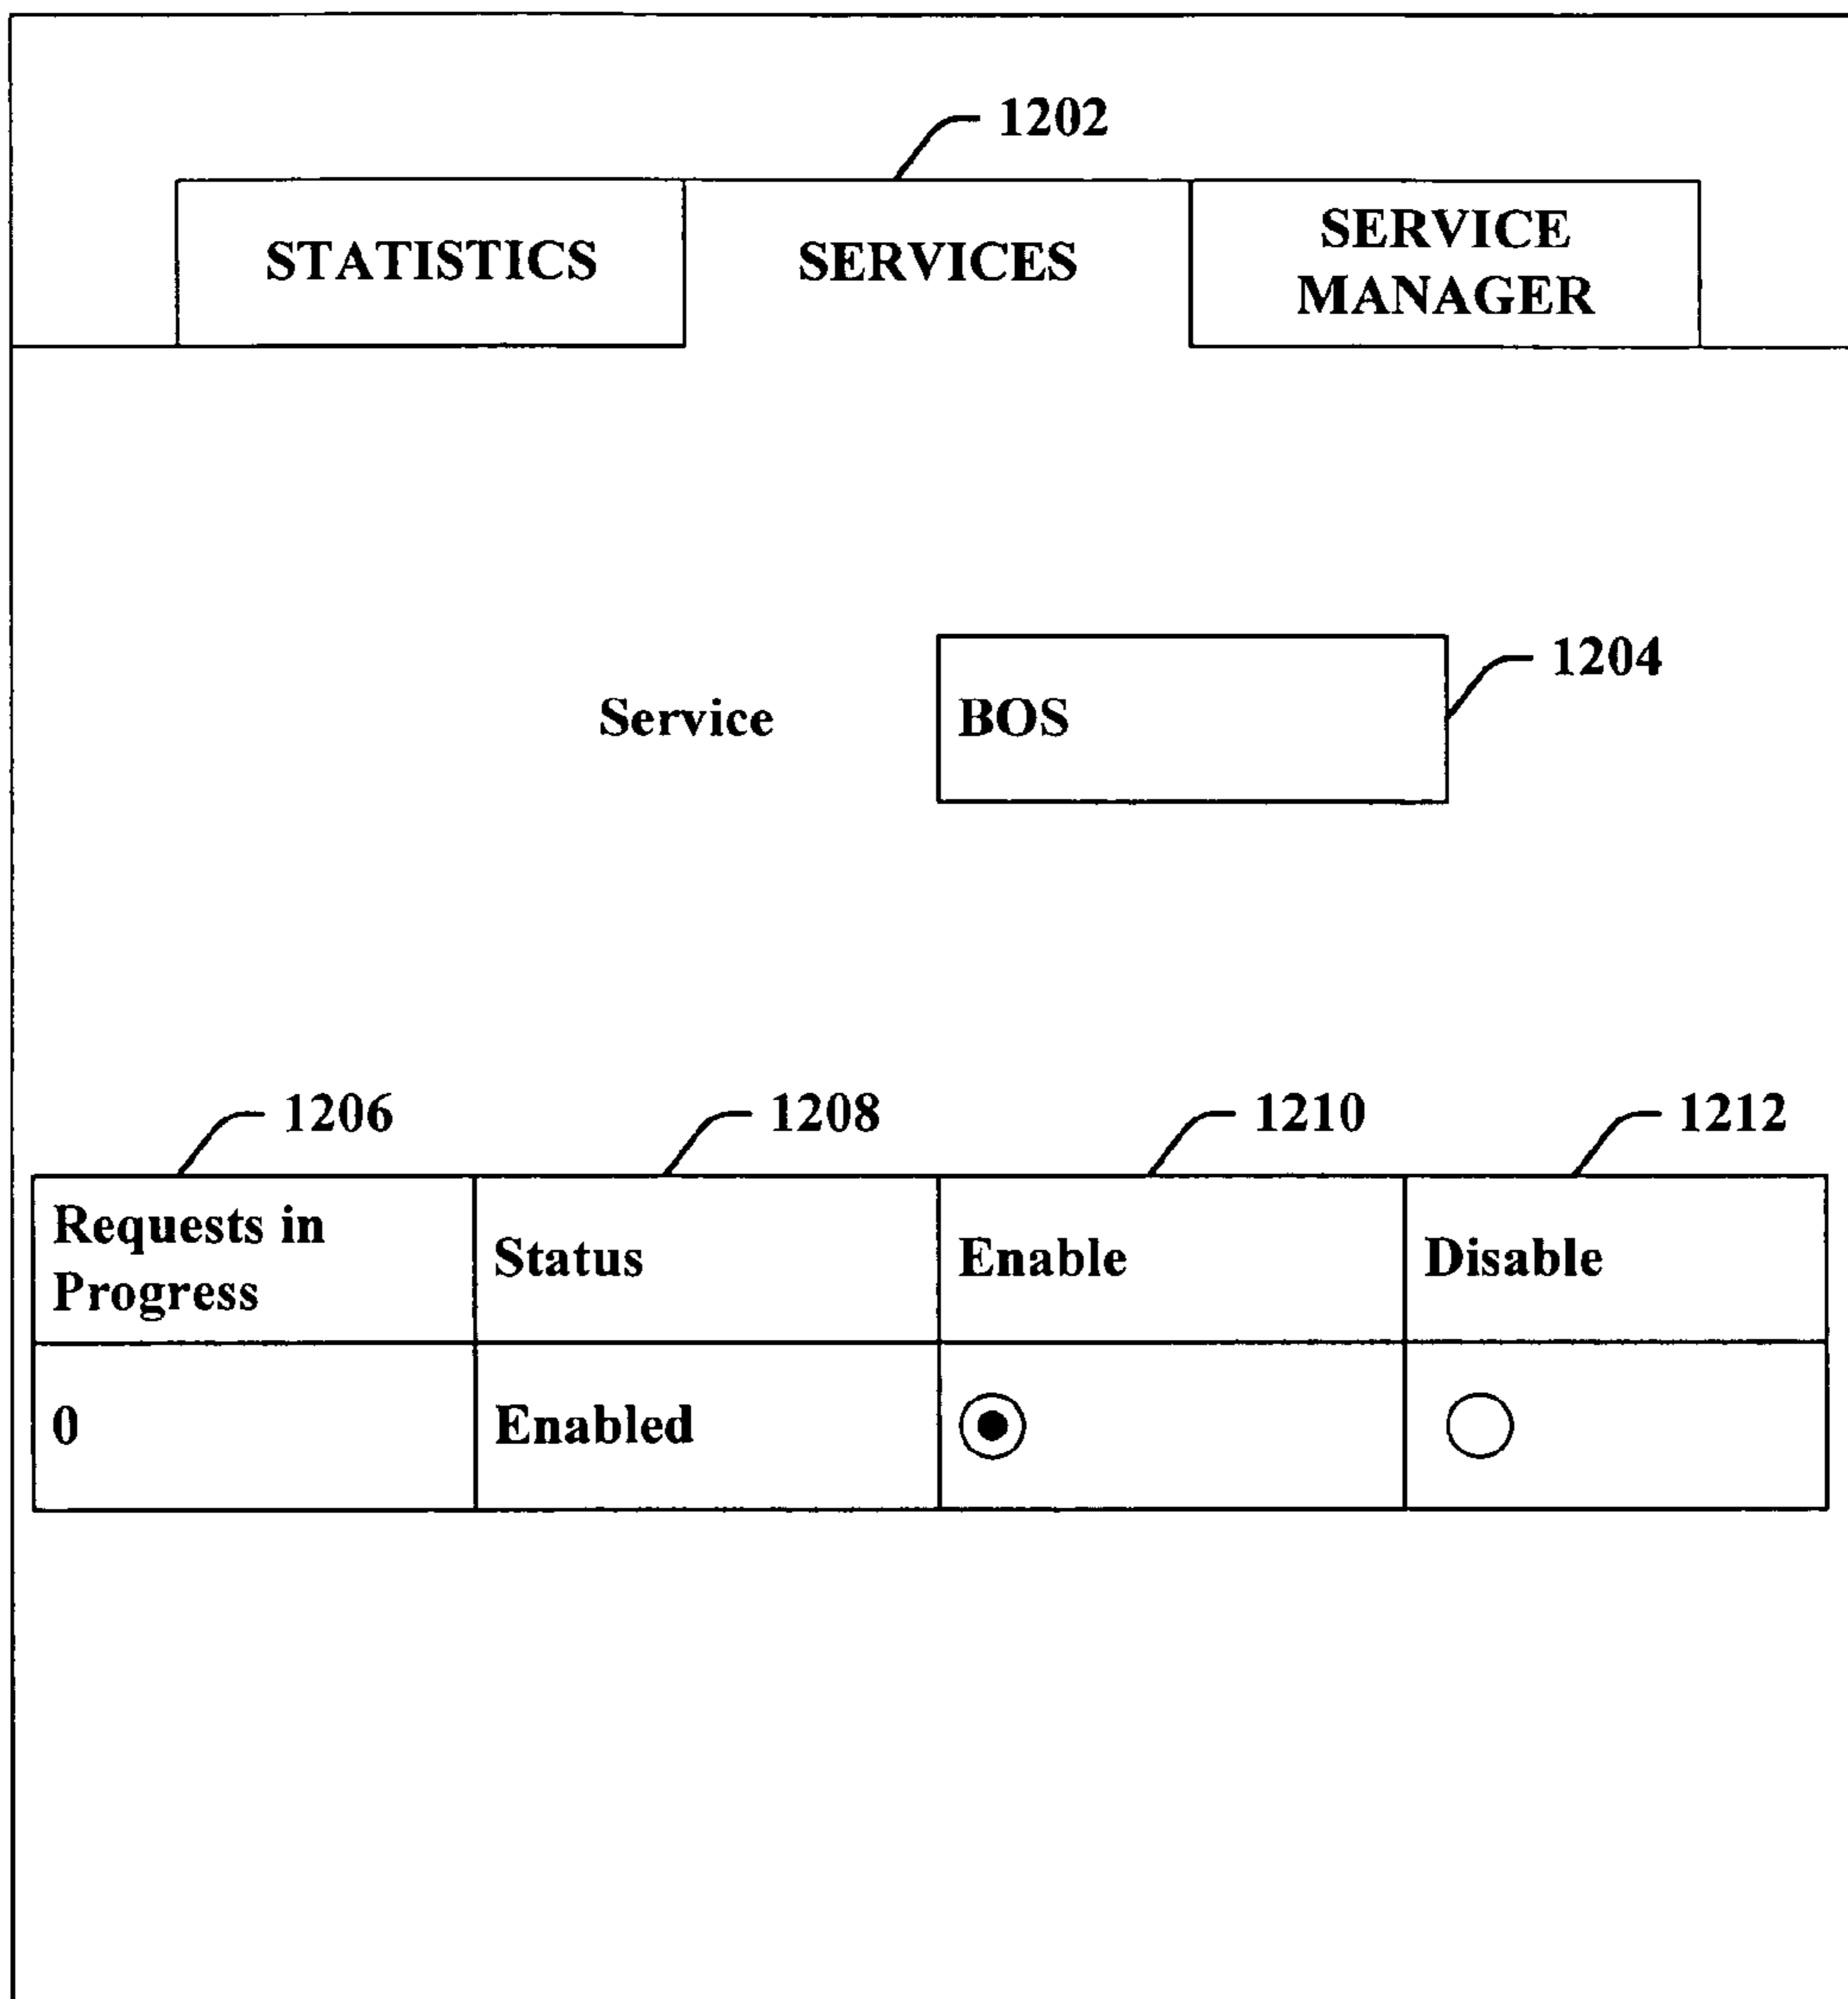 1202
STATISTICS
SERVICES
SERVICE
MANAGER
1204
Service
BOS
1206
1208
1210
1212
Requests in
Progress
Status
Enable
Disable
0
Enabled